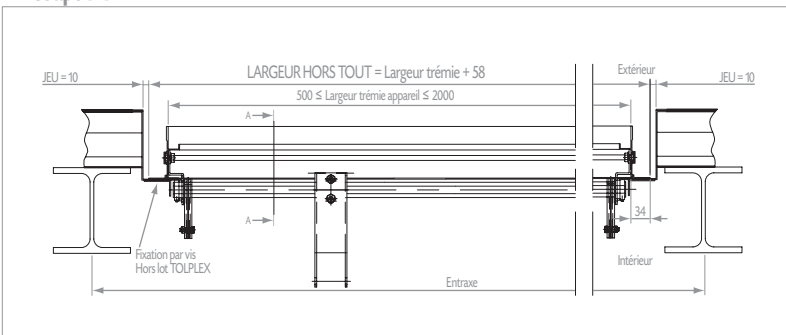 JEU = 10
LARGEUR HORS TOUT = Largeur trémie + 58
Extérieur
JEU = 10
500 ≤ Largeur trémie appareil ≤ 2000
A
A
34
Fixation par vis
Hors lot TOLPLEX
Intérieur
Entraxe